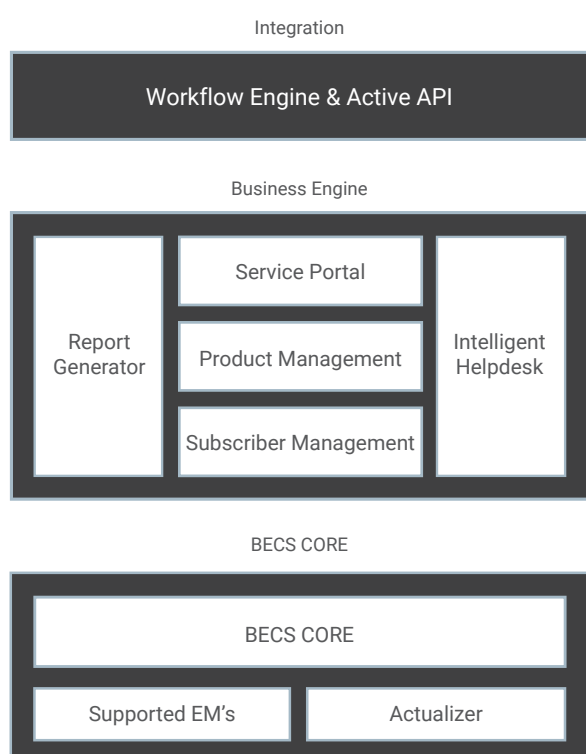 Integration
Workflow Engine & Active API
Business Engine
Report
Generator
Service Portal
Product Management
Subscriber Management
Intelligent
Helpdesk
BECS CORE
BECS CORE
Supported EM's
Actualizer